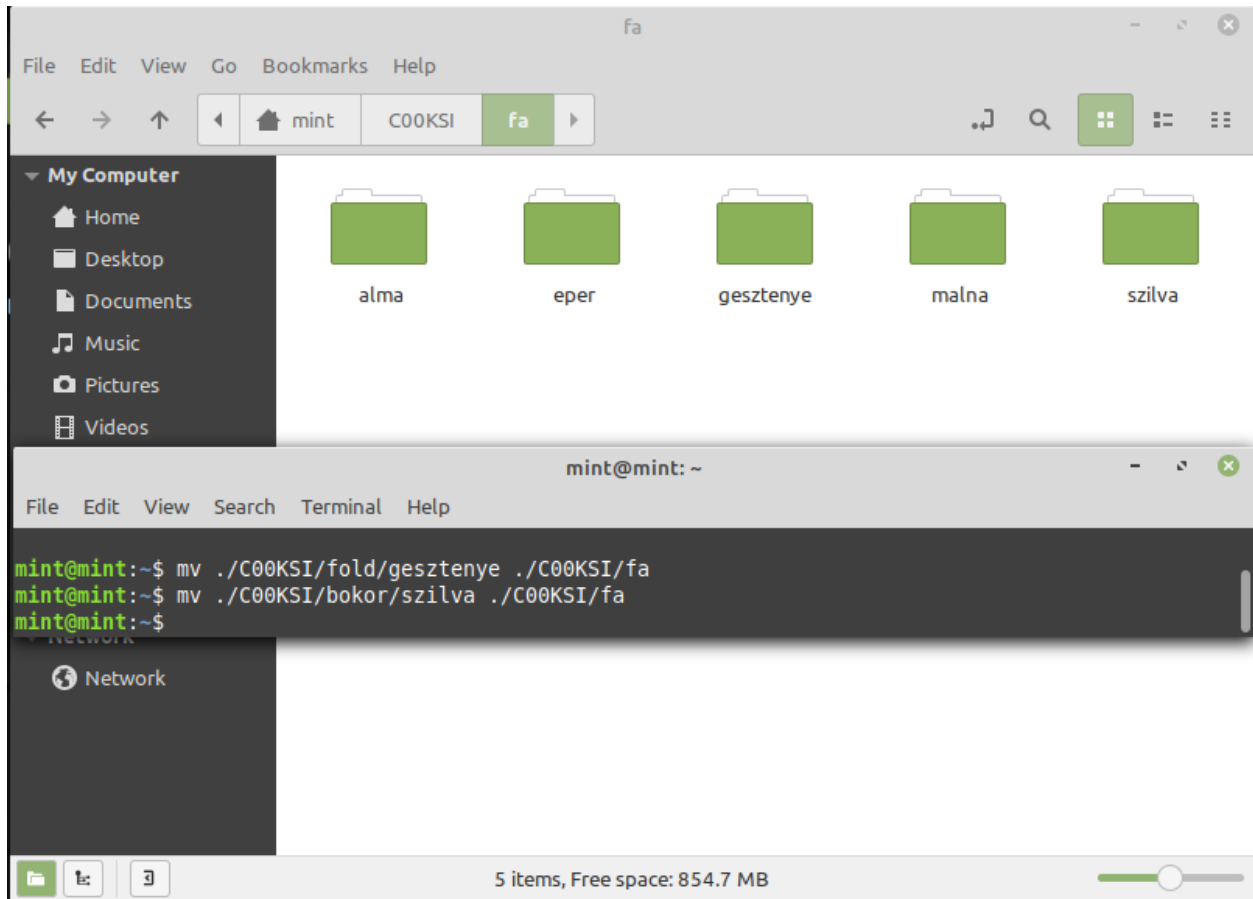 fa
File Edit View Go Bookmarks Help
mint C00KSI fa
My Computer
Home
Desktop
Documents
Music
Pictures
Videos
alma eper gesztenye malna szilva
mint@mint: ~
File Edit View Search Terminal Help
mint@mint:~$ mv ./C00KSI/fold/gesztenye ./C00KSI/fa
mint@mint:~$ mv ./C00KSI/bokor/szilva ./C00KSI/fa
mint@mint:~$
Network
Network
5 items, Free space: 854.7 MB